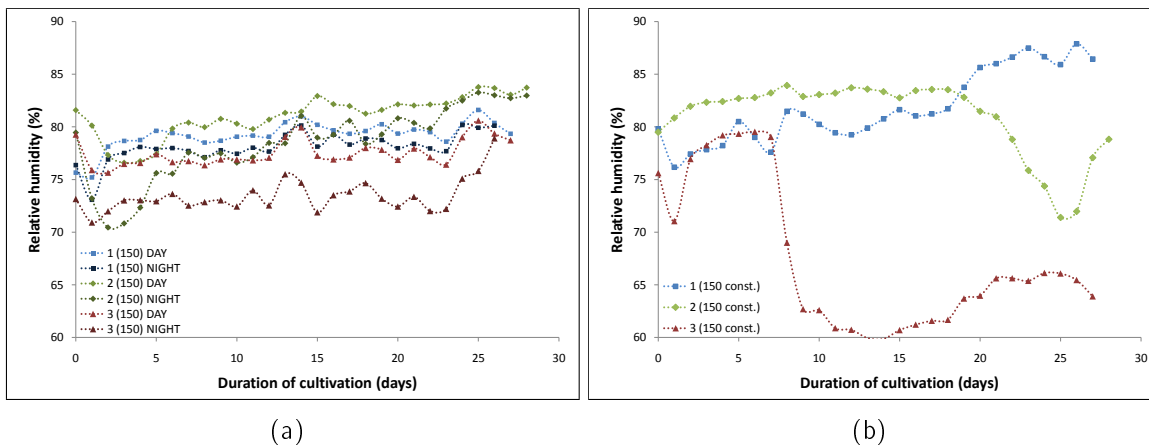 90
85
80
75
70
65
60
Relative humidity (%)
1 (150) DAY
1 (150) NIGHT
2 (150) DAY
2 (150) NIGHT
3 (150) DAY
3 (150) NIGHT
0 5 10 15 20 25 30
Duration of cultivation (days)
(a)
90
85
80
75
70
65
60
Relative humidity (%)
1 (150 const.)
2 (150 const.)
3 (150 const.)
0 5 10 15 20 25 30
Duration of cultivation (days)
(b)